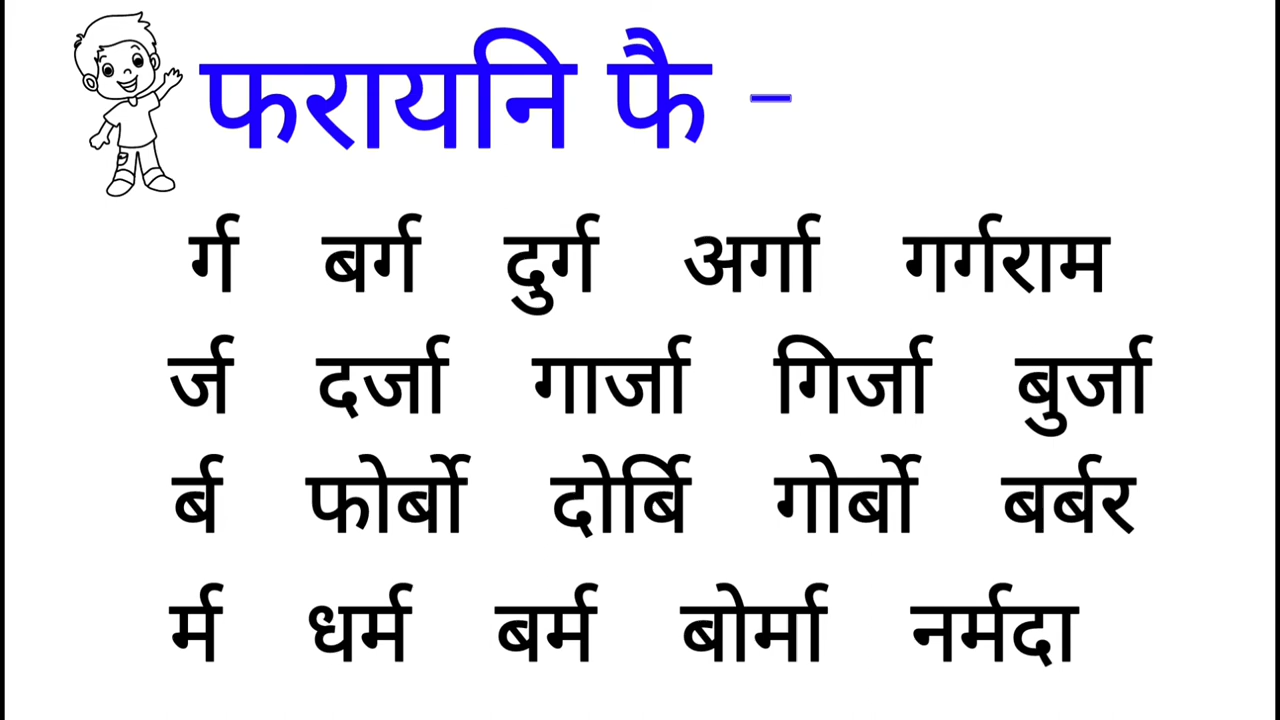 फरायनि फै -
र्ग बर्ग दुर्ग अर्गा गर्गराम
र्ज दर्जा गार्जा गिर्जा बुर्जा
र्ब फोर्बो दोर्बि गोर्बो बर्बर
र्म धर्म बर्म बोर्मा नर्मदा